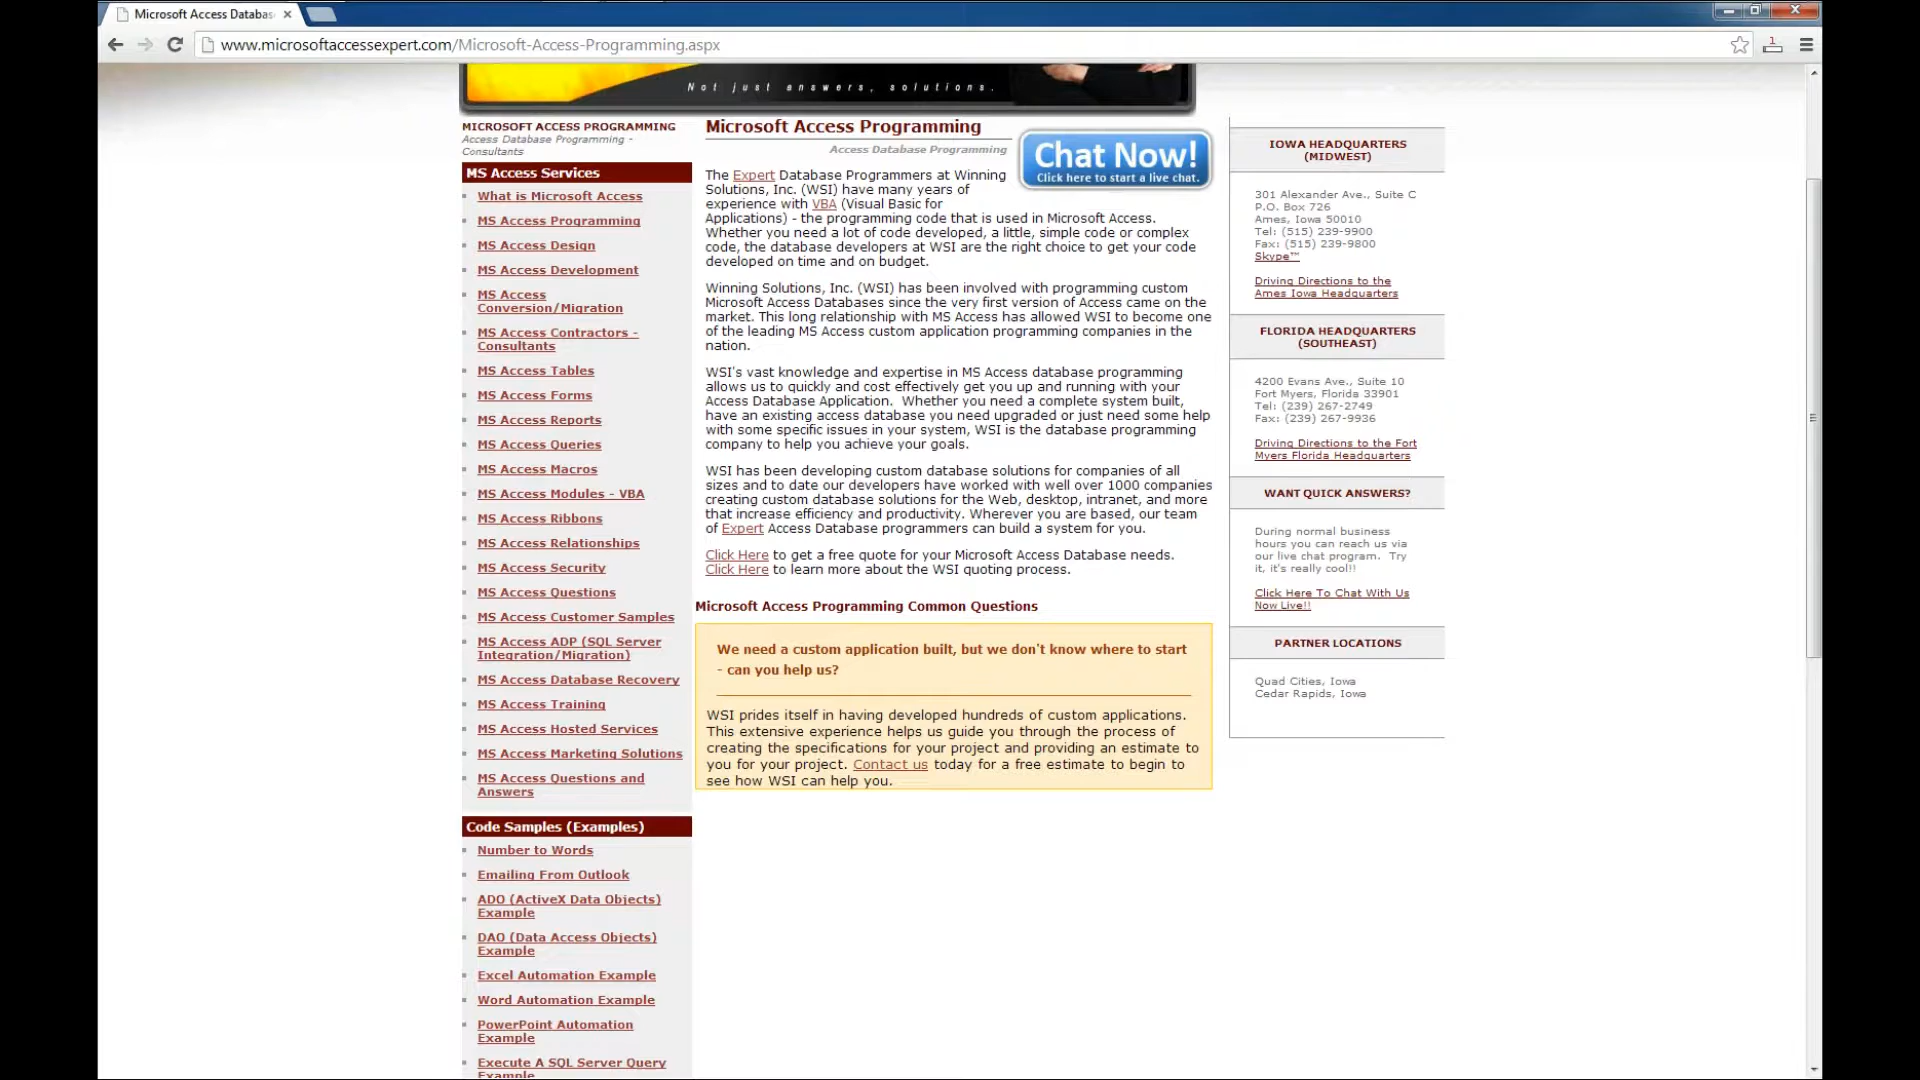 Microsoft Access Databas
www.microsoftaccessexpert.com/Microsoft-Access-Programming.aspx
1
Not just answers, solutions.
MICROSOFT ACCESS PROGRAMMING
Access Database Programming -
Consultants
MS Access Services
What is Microsoft Access
MS Access Programming
MS Access Design
MS Access Development
MS Access
Conversion/Migration
MS Access Contractors -
Consultants
MS Access Tables
MS Access Forms
MS Access Reports
MS Access Queries
MS Access Macros
MS Access Modules - VBA
MS Access Ribbons
MS Access Relationships
MS Access Security
MS Access Questions
MS Access Customer Samples
MS Access ADP (SQL Server
Integration/Migration)
MS Access Database Recovery
MS Access Training
MS Access Hosted Services
MS Access Marketing Solutions
MS Access Questions and
Answers
Code Samples (Examples)
Number to Words
Emailing From Outlook
ADO (ActiveX Data Objects)
Example
DAO (Data Access Objects)
Example
Excel Automation Example
Word Automation Example
PowerPoint Automation
Example
Execute A SQL Server Query
Example
Microsoft Access Programming
Access Database Programming
Chat Now!
Click here to start a live chat.
The Expert Database Programmers at Winning
Solutions, Inc. (WSI) have many years of
experience with VBA (Visual Basic for
Applications) - the programming code that is used in Microsoft Access.
Whether you need a lot of code developed, a little, simple code or complex
code, the database developers at WSI are the right choice to get your code
developed on time and on budget.
Winning Solutions, Inc. (WSI) has been involved with programming custom
Microsoft Access Databases since the very first version of Access came on the
market. This long relationship with MS Access has allowed WSI to become one
of the leading MS Access custom application programming companies in the
nation.
WSI's vast knowledge and expertise in MS Access database programming
allows us to quickly and cost effectively get you up and running with your
Access Database Application. Whether you need a complete system built,
have an existing access database you need upgraded or just need some help
with some specific issues in your system, WSI is the database programming
company to help you achieve your goals.
WSI has been developing custom database solutions for companies of all
sizes and to date our developers have worked with well over 1000 companies
creating custom database solutions for the Web, desktop, intranet, and more
that increase efficiency and productivity. Wherever you are based, our team
of Expert Access Database programmers can build a system for you.
Click Here to get a free quote for your Microsoft Access Database needs.
Click Here to learn more about the WSI quoting process.
Microsoft Access Programming Common Questions
We need a custom application built, but we don't know where to start
- can you help us?
WSI prides itself in having developed hundreds of custom applications.
This extensive experience helps us guide you through the process of
creating the specifications for your project and providing an estimate to
you for your project. Contact us today for a free estimate to begin to
see how WSI can help you.
IOWA HEADQUARTERS
(MIDWEST)
301 Alexander Ave., Suite C
P.O. Box 726
Ames, Iowa 50010
Tel: (515) 239-9900
Fax: (515) 239-9800
Skype™
Driving Directions to the
Ames Iowa Headquarters
FLORIDA HEADQUARTERS
(SOUTHEAST)
4200 Evans Ave., Suite 10
Fort Myers, Florida 33901
Tel: (239) 267-2749
Fax: (239) 267-9936
Driving Directions to the Fort
Myers Florida Headquarters
WANT QUICK ANSWERS?
During normal business
hours you can reach us via
our live chat program. Try
it, it's really cool!!
Click Here To Chat With Us
Now Live!!
PARTNER LOCATIONS
Quad Cities, Iowa
Cedar Rapids, Iowa